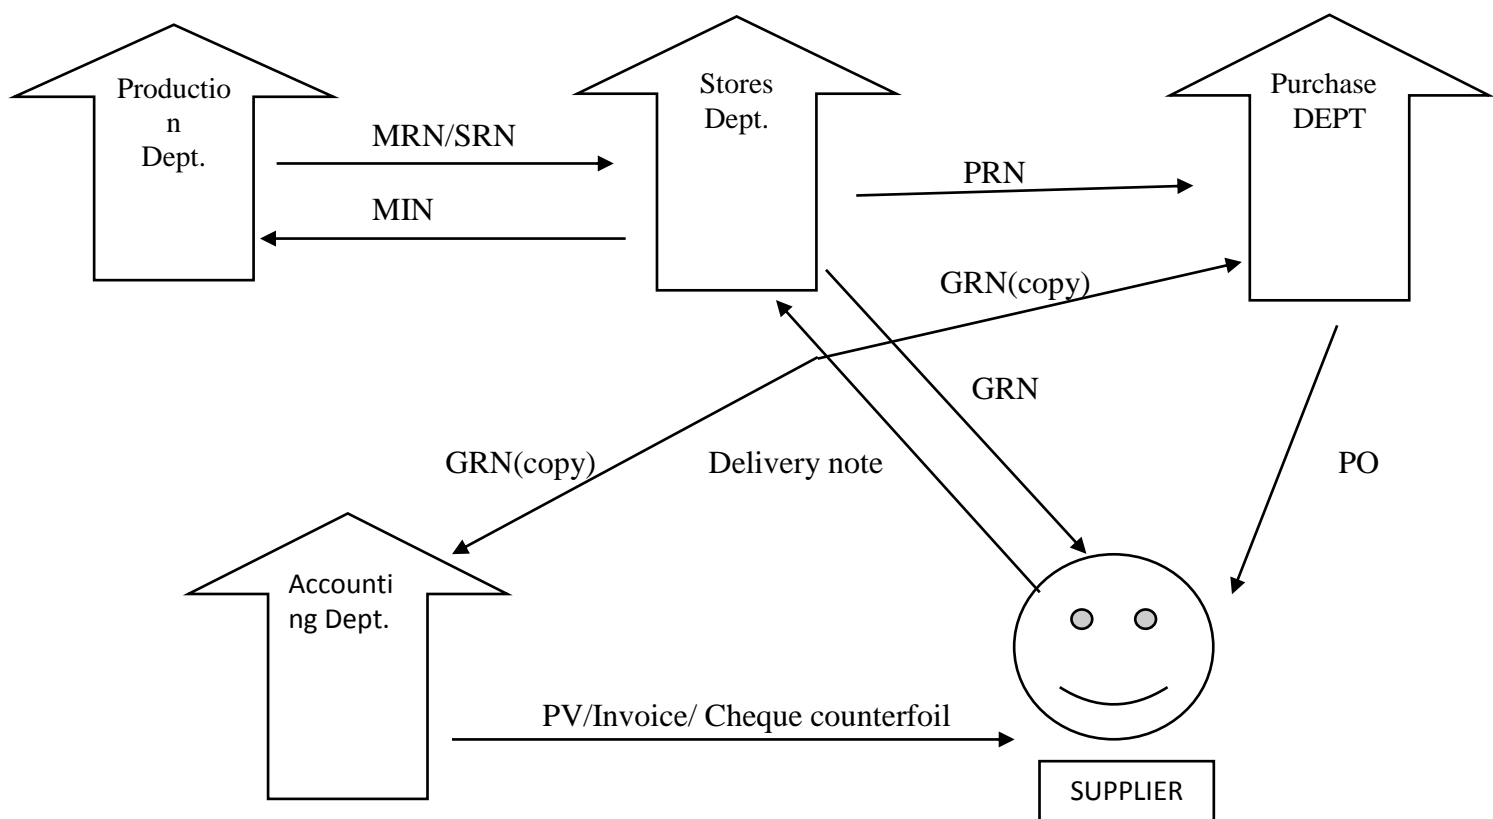 Productio
n
Dept.
Stores
Dept.
Purchase
DEPT
MRN/SRN
PRN
MIN
GRN(copy)
GRN
GRN(copy)
Delivery note
PO
Accounti
ng Dept.
PV/Invoice/ Cheque counterfoil
SUPPLIER